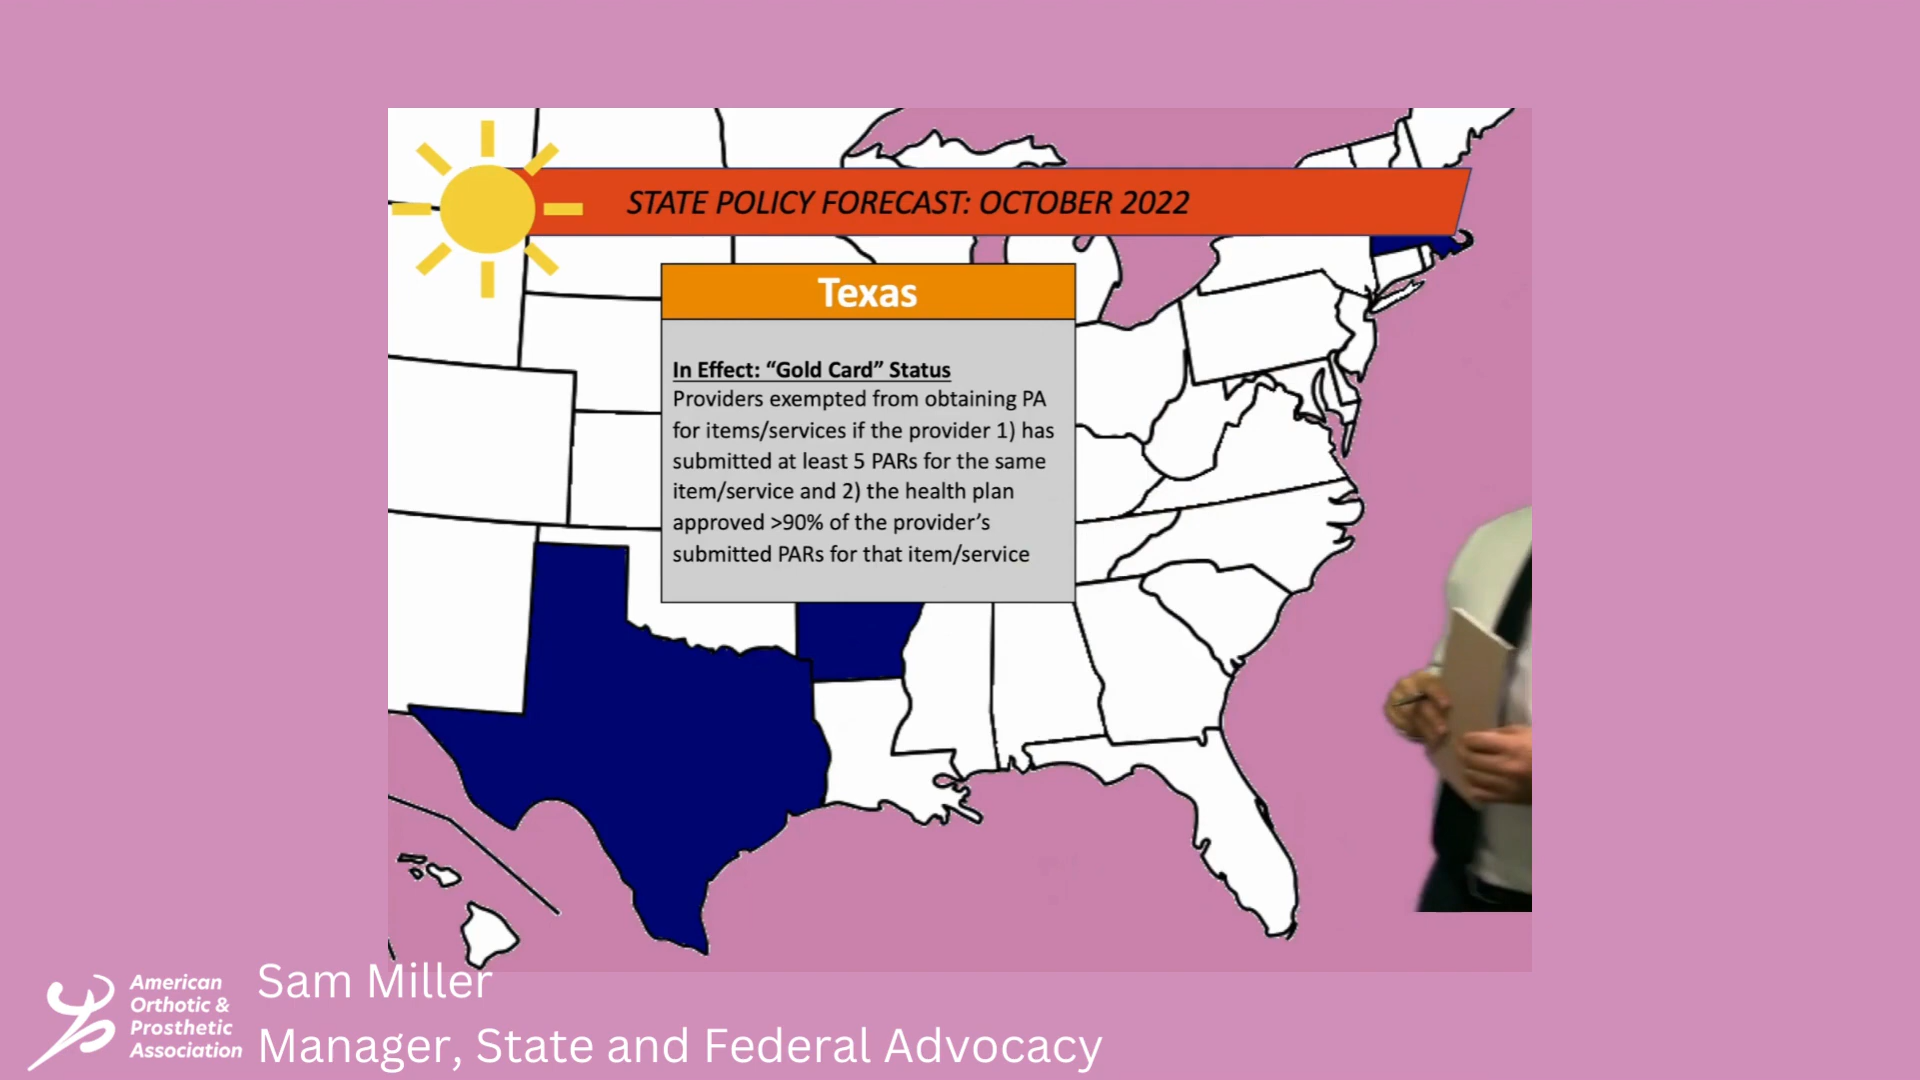 STATE POLICY FORECAST: OCTOBER 2022
Texas
In Effect: “Gold Card” Status
Providers exempted from obtaining PA
for items/services if the provider 1) has
submitted at least 5 PARs for the same
item/service and 2) the health plan
approved >90% of the provider’s
submitted PARs for that item/service
American
Orthotic &
Prosthetic
Association
Sam Miller
Manager, State and Federal Advocacy